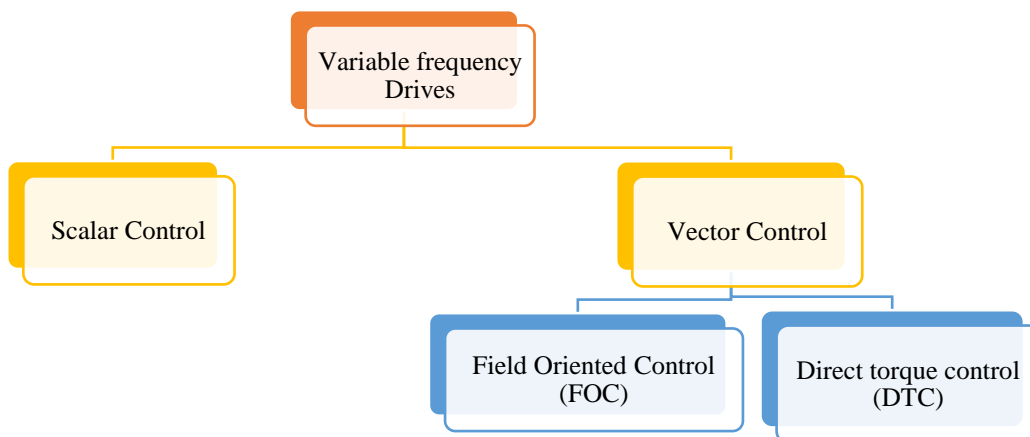 Variable frequency
Drives
Scalar Control
Vector Control
Field Oriented Control
(FOC)
Direct torque control
(DTC)